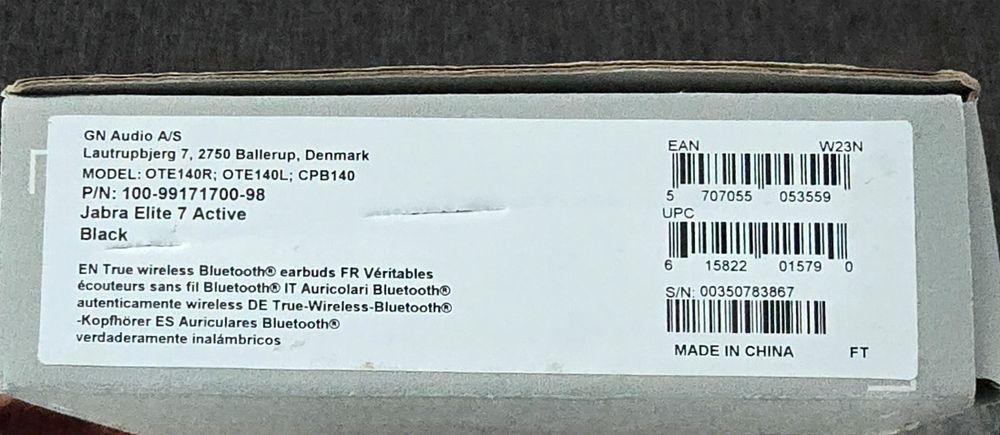 GN Audio A/S
Lautrupbjerg 7, 2750 Ballerup, Denmark
MODEL: OTE140R; OTE140L; CPB140
P/N: 100-99171700-98
Jabra Elite 7 Active
Black
EN True wireless Bluetooth® earbuds FR Véritables
écouteurs sans fil Bluetooth® IT Auricolari Bluetooth®
autenticamente wireless DE True-Wireless-Bluetooth®
-Kopfhörer ES Auriculares Bluetooth®
verdaderamente inalámbricos
EAN W23N
5 707055 053559
UPC
6 15822 01579 0
S/N: 00350783867
MADE IN CHINA FT